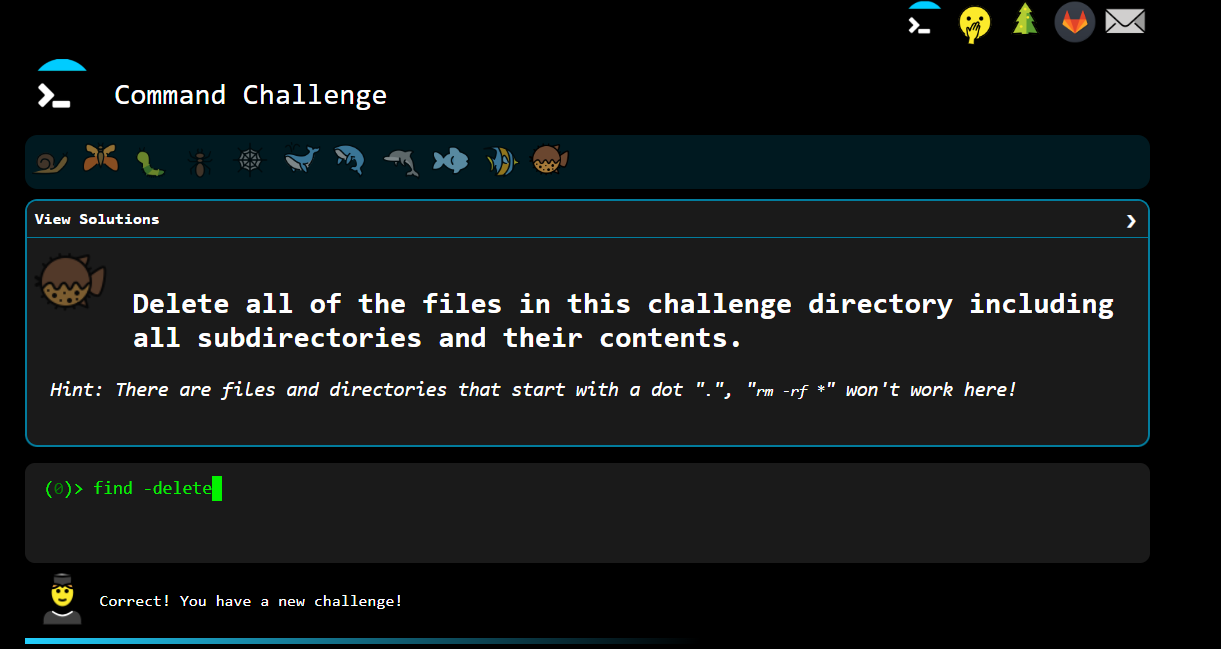 Command Challenge
View Solutions
Delete all of the files in this challenge directory including
all subdirectories and their contents.
Hint: There are files and directories that start with a dot ".", "rm -rf *" won't work here!
(0)> find -delete
Correct! You have a new challenge!